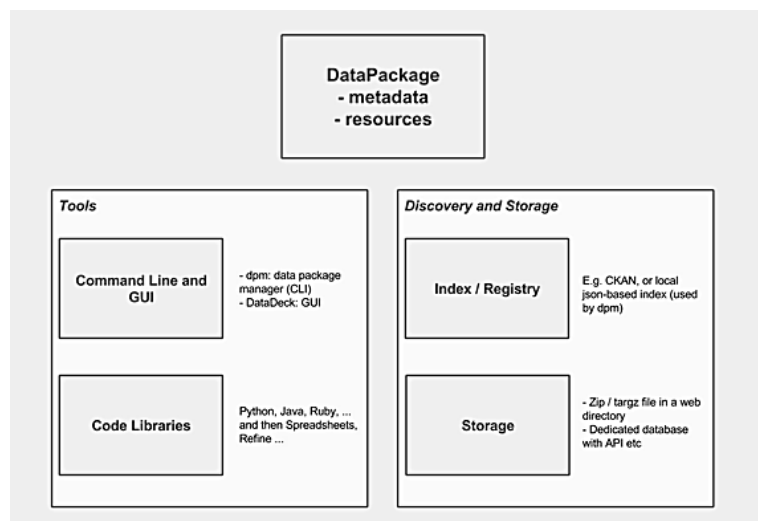 DataPackage
- metadata
- resources
Tools
Command Line and
GUI
- dpm: data package
manager (CLI)
- DataDeck: GUI
Code Libraries
Python, Java, Ruby, ...
and then Spreadsheets,
Refine ...
Discovery and Storage
Index / Registry
E.g. CKAN, or local
json-based index (used
by dpm)
Storage
- Zip / targz file in a web
directory
- Dedicated database
with API etc